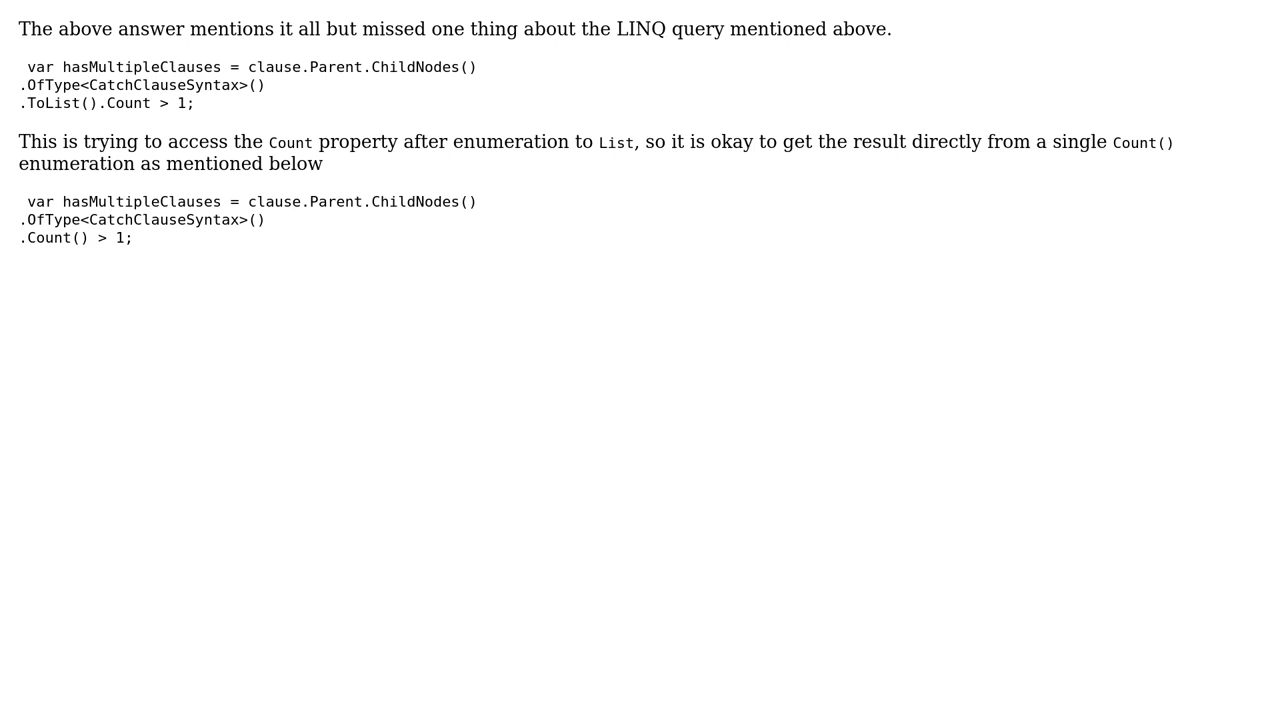 The above answer mentions it all but missed one thing about the LINQ query mentioned above.
var hasMultipleClauses = clause.Parent.ChildNodes()
.OfType<CatchClauseSyntax>()
.ToList().Count > 1;
This is trying to access the Count property after enumeration to List, so it is okay to get the result directly from a single Count()
enumeration as mentioned below
var hasMultipleClauses = clause.Parent.ChildNodes()
.OfType<CatchClauseSyntax>()
.Count() > 1;